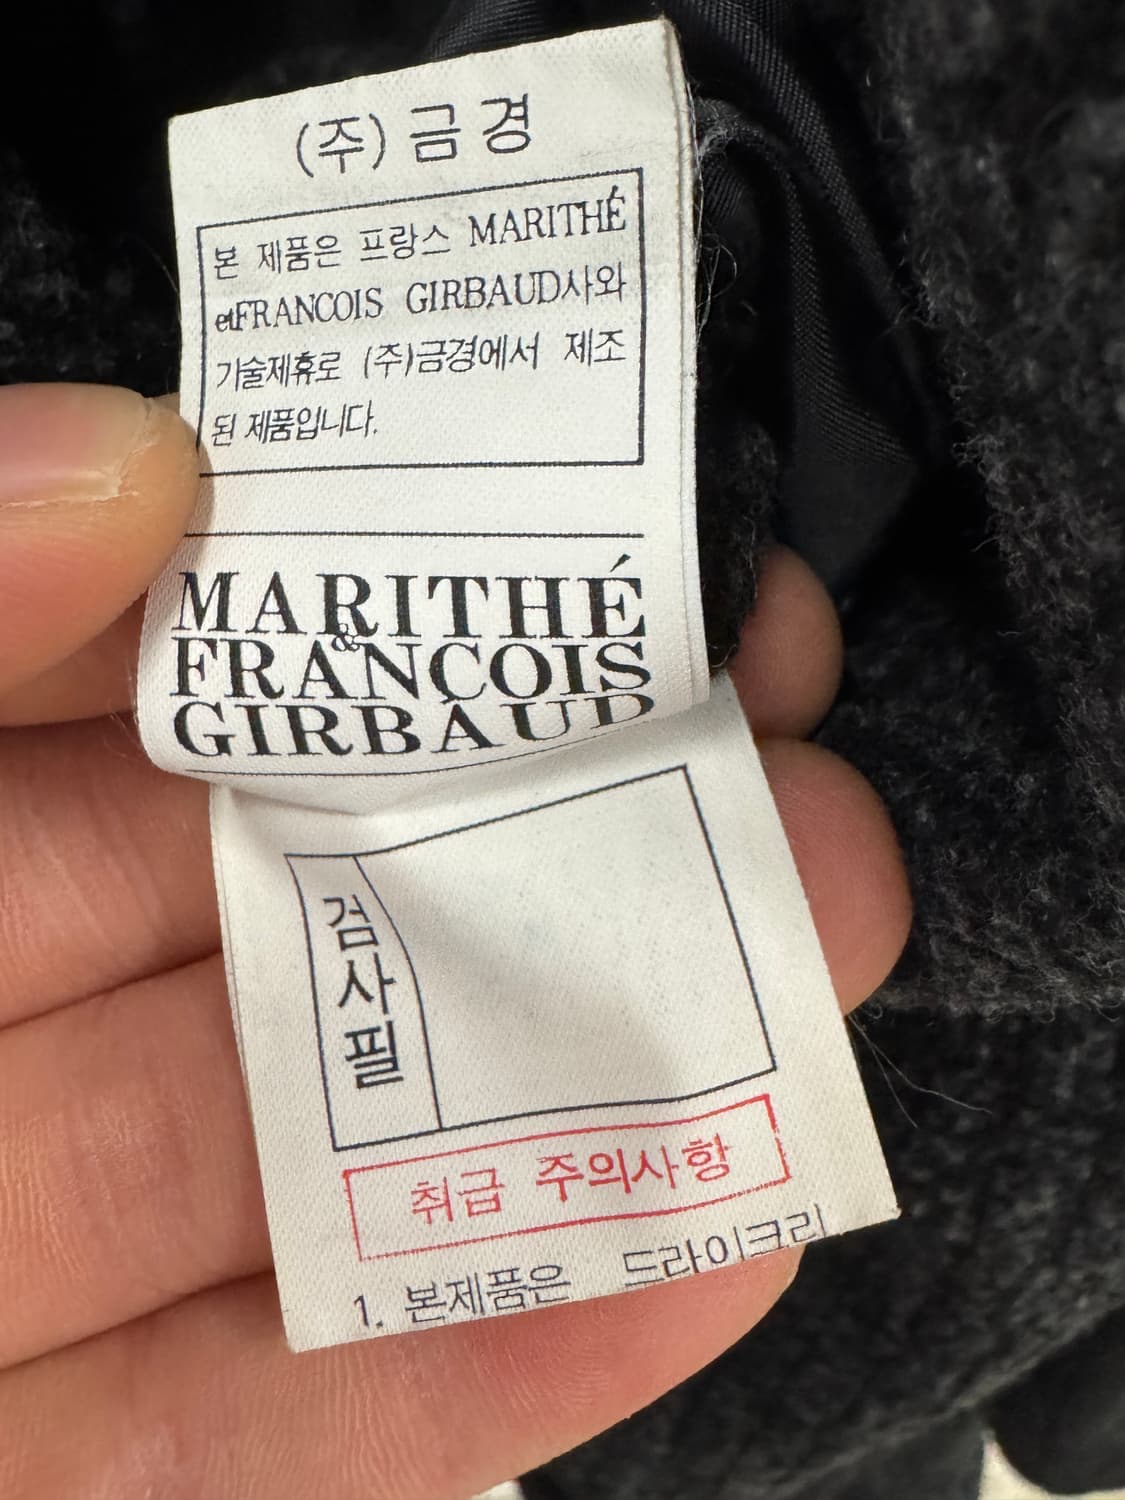 (주) 금경
본 제품은 프랑스 MARITHÉ
etFRANCOIS GIRBAUD사와
기술제휴로 (주)금경에서 제조
된 제품입니다.
MARITHÉ
&
FRANÇOIS
GIRBAUD
검사필
취급 주의사항
1. 본제품은 드라이크리